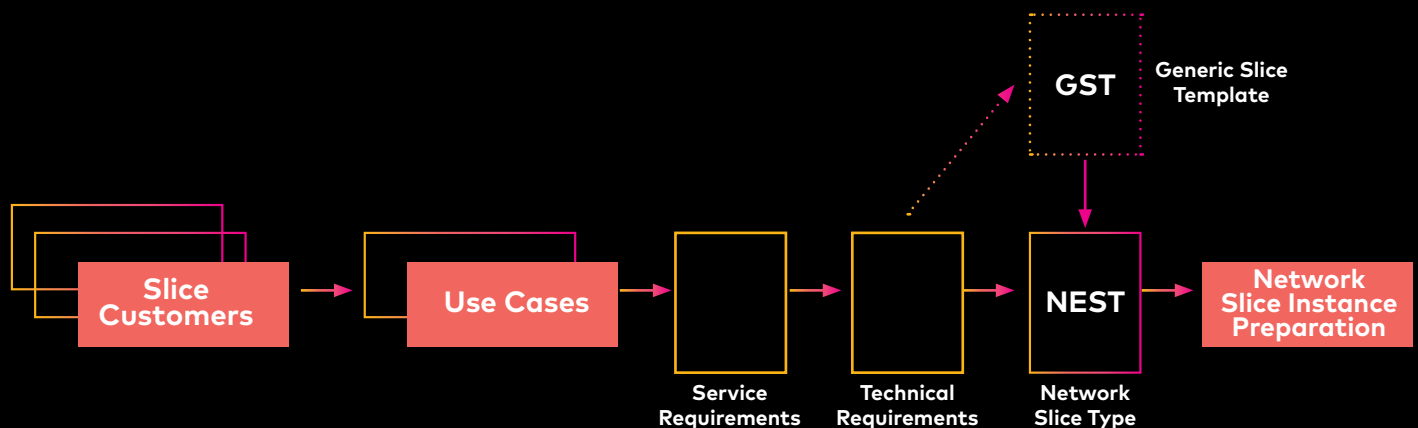 GST
Generic Slice
Template
Slice
Customers
Use Cases
NEST
Network
Slice Instance
Preparation
Service
Requirements
Technical
Requirements
Network
Slice Type